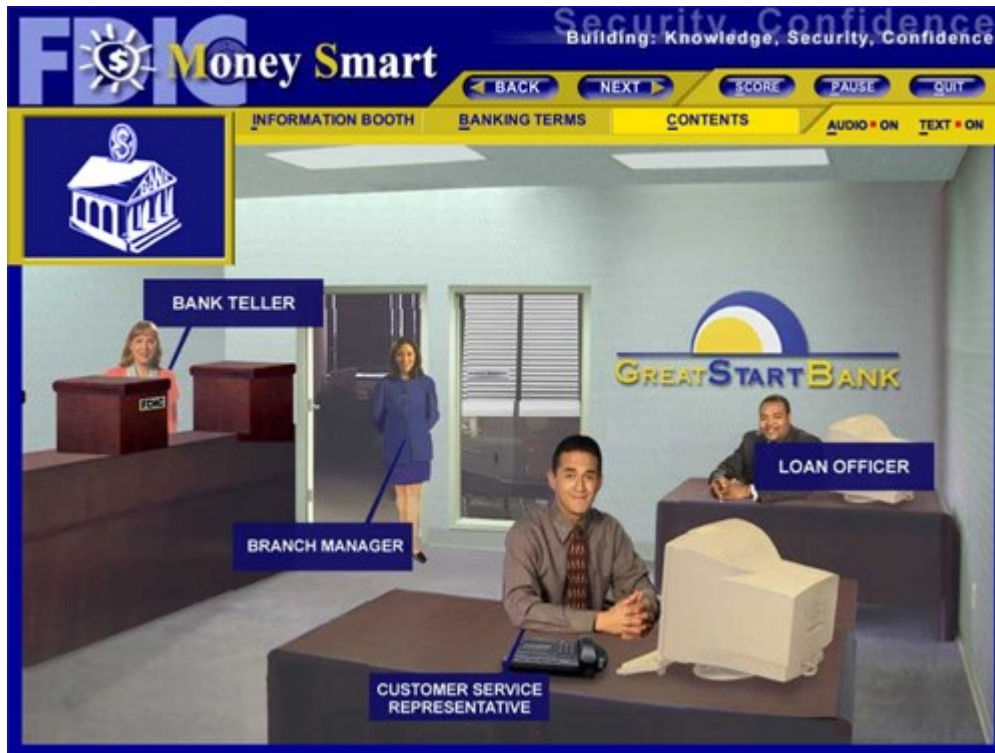 FDIC
Money Smart
Security, Confidence
Building: Knowledge, Security, Confidence
BACK
NEXT
SCORE
PAUSE
QUIT
INFORMATION BOOTH
BANKING TERMS
CONTENTS
AUDIO ON
TEXT ON
$
$
BANK
BANK TELLER
FDIC
GREATSTARTBANK
LOAN OFFICER
BRANCH MANAGER
CUSTOMER SERVICE
REPRESENTATIVE